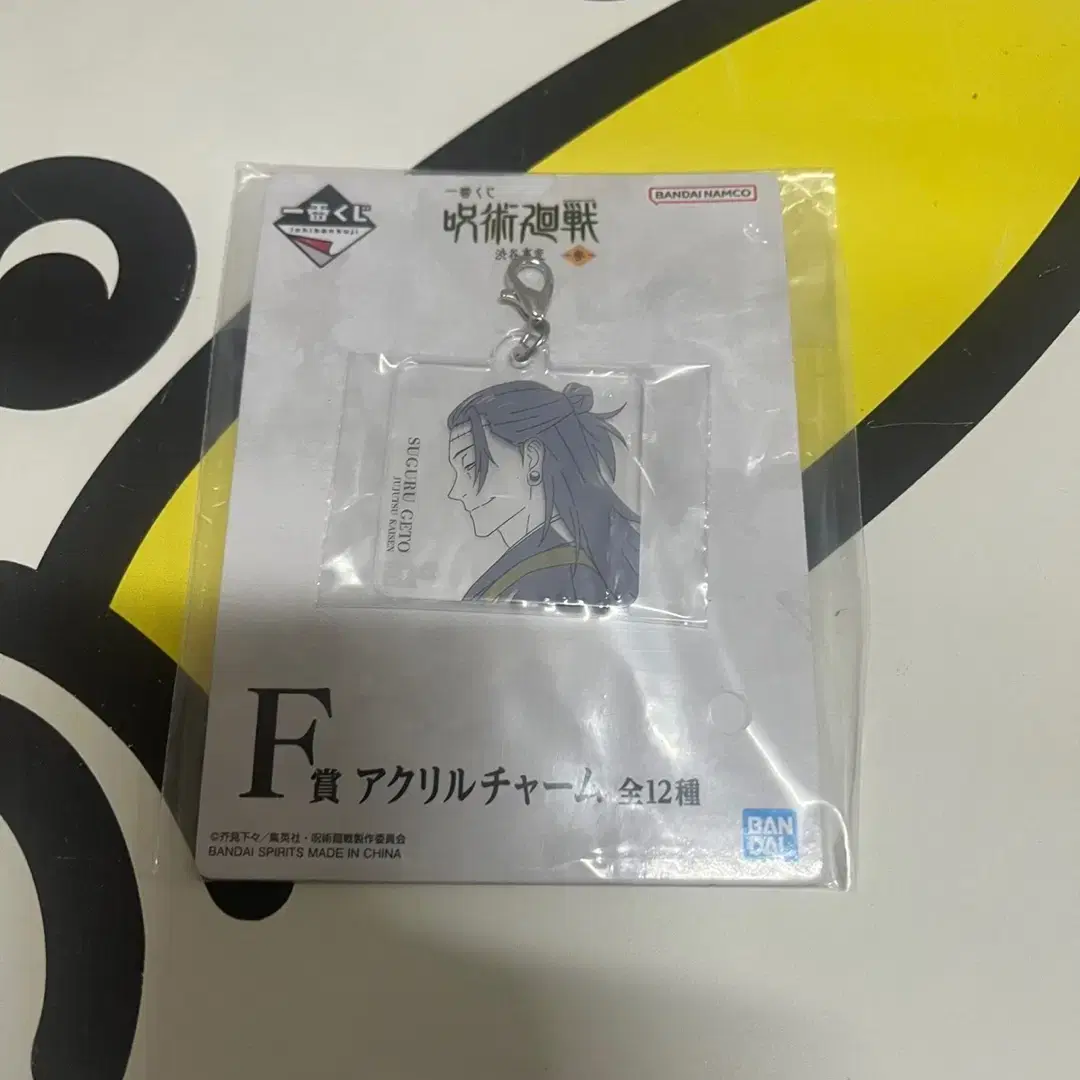 一番くじ
ichibankuji
一番くじ
呪術廻戦
渋谷事変
BANDAI NAMCO
SUGURU GETO
JUJUTSU KAISEN
F賞 アクリルチャーム 全12種
©芥見下々／集英社・呪術廻戦製作委員会
BANDAI SPIRITS MADE IN CHINA
BAN
DAI